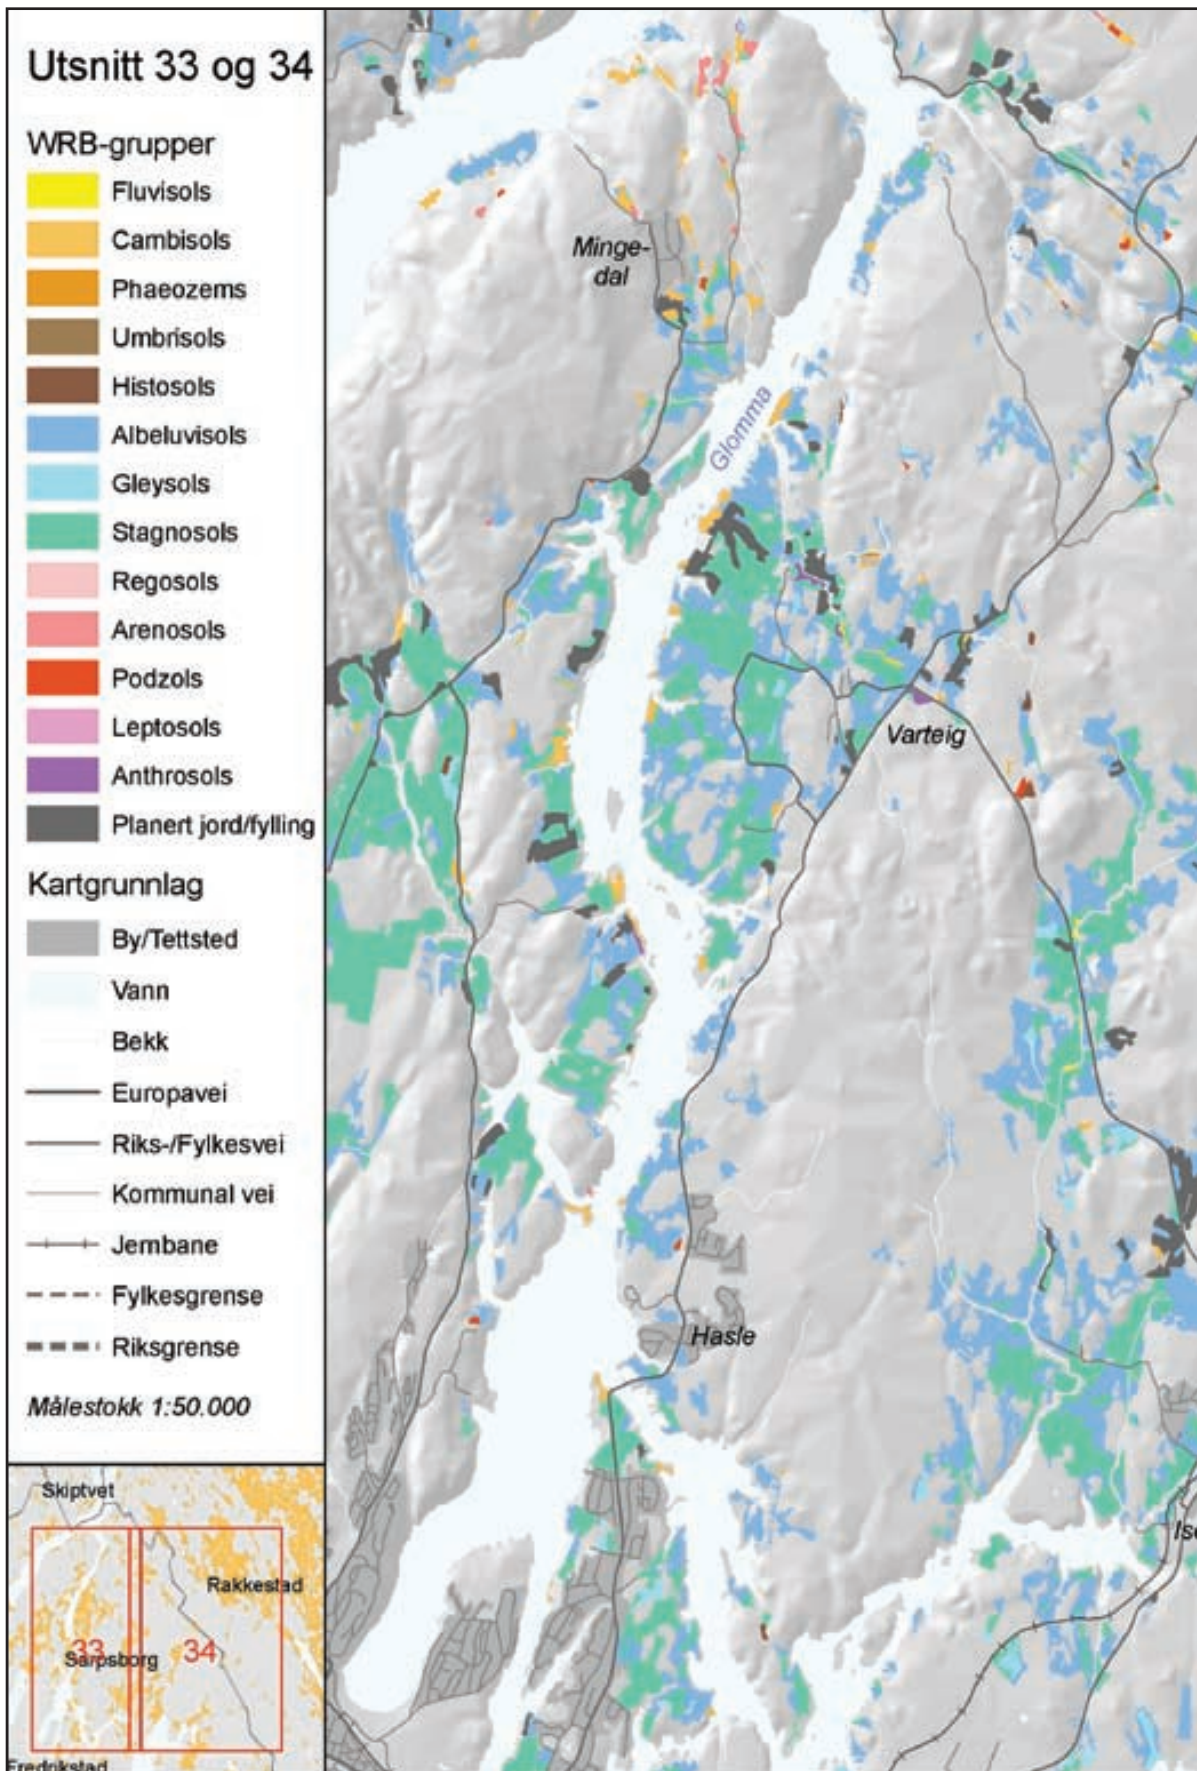 Utsnitt 33 og 34
WRB-grupper
Fluvisols
Cambisols
Phaeozems
Umbrisols
Histosols
Albeluvisols
Gleysols
Stagnosols
Regosols
Arenosols
Podzols
Leptosols
Anthrosols
Planert jord/fylling
Kartgrunnlag
By/Tettsted
Vann
Bekk
Europavei
Riks-/Fylkesvei
Kommunal vei
Jernbane
Fylkesgrense
Riksgrense
Målestokk 1:50.000
Skiptvet
Rakkestad
33
34
Sarpsborg
Fredrikstad
Minge-
dal
Glomma
Varteig
Hasle
Ise